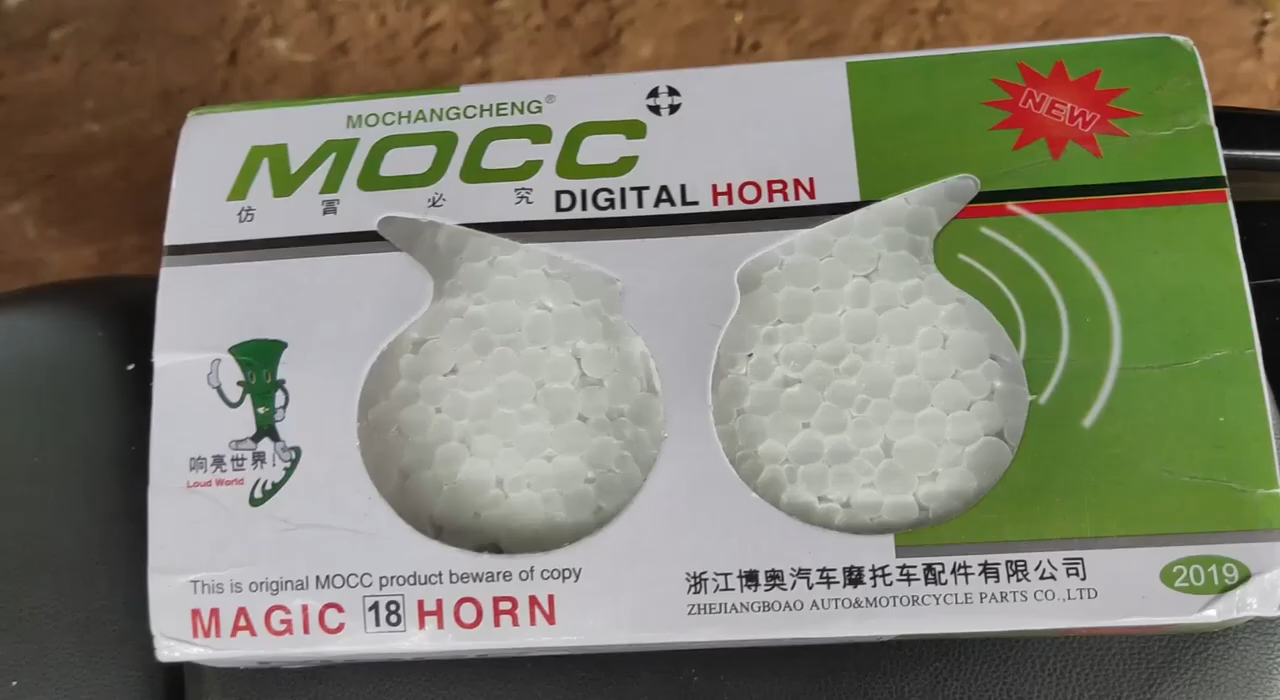 MOCHANGCHENG®
MOCC
仿冒必究
DIGITAL HORN
NEW
响亮世界!
Loud World
This is original MOCC product beware of copy
MAGIC 18 HORN
浙江博奥汽车摩托车配件有限公司
ZHEJIANGBOAO AUTO&MOTORCYCLE PARTS CO.,LTD
2019